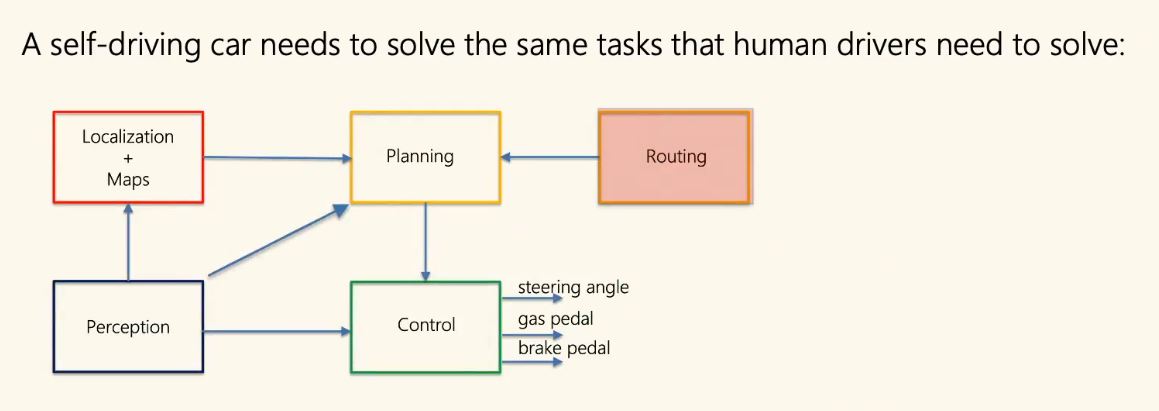 A self-driving car needs to solve the same tasks that human drivers need to solve:
Localization
+
Maps
Planning
Routing
Perception
Control
steering angle
gas pedal
brake pedal